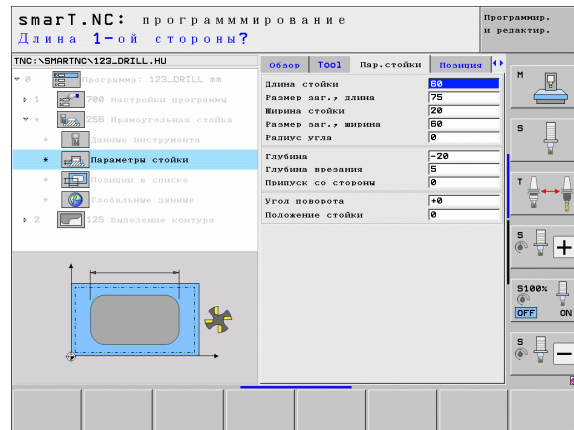 smarT.NC: программмирование
Длина 1-ой стороны?
Программир.
и редактир.
TNC:\SMARTNC\123_DRILL.HU
0 Программа: 123_DRILL мм
1 700 Настройки программы
* 256 Прямоугольная стойка
* Данные инструмента
* Параметры стойки
* Позиции в списке
* Глобальные данные
2 125 Выделение контура
Обзор Tool Пар.стойки Позиция
Длина стойки 60
Размер заг., длина 75
Ширина стойки 20
Размер заг., ширина 60
Радиус угла 0
Глубина -20
Глубина врезания 5
Припуск со стороны 0
Угол поворота +0
Положение стойки 0
M
S
T
S
S100%
OFF ON
S